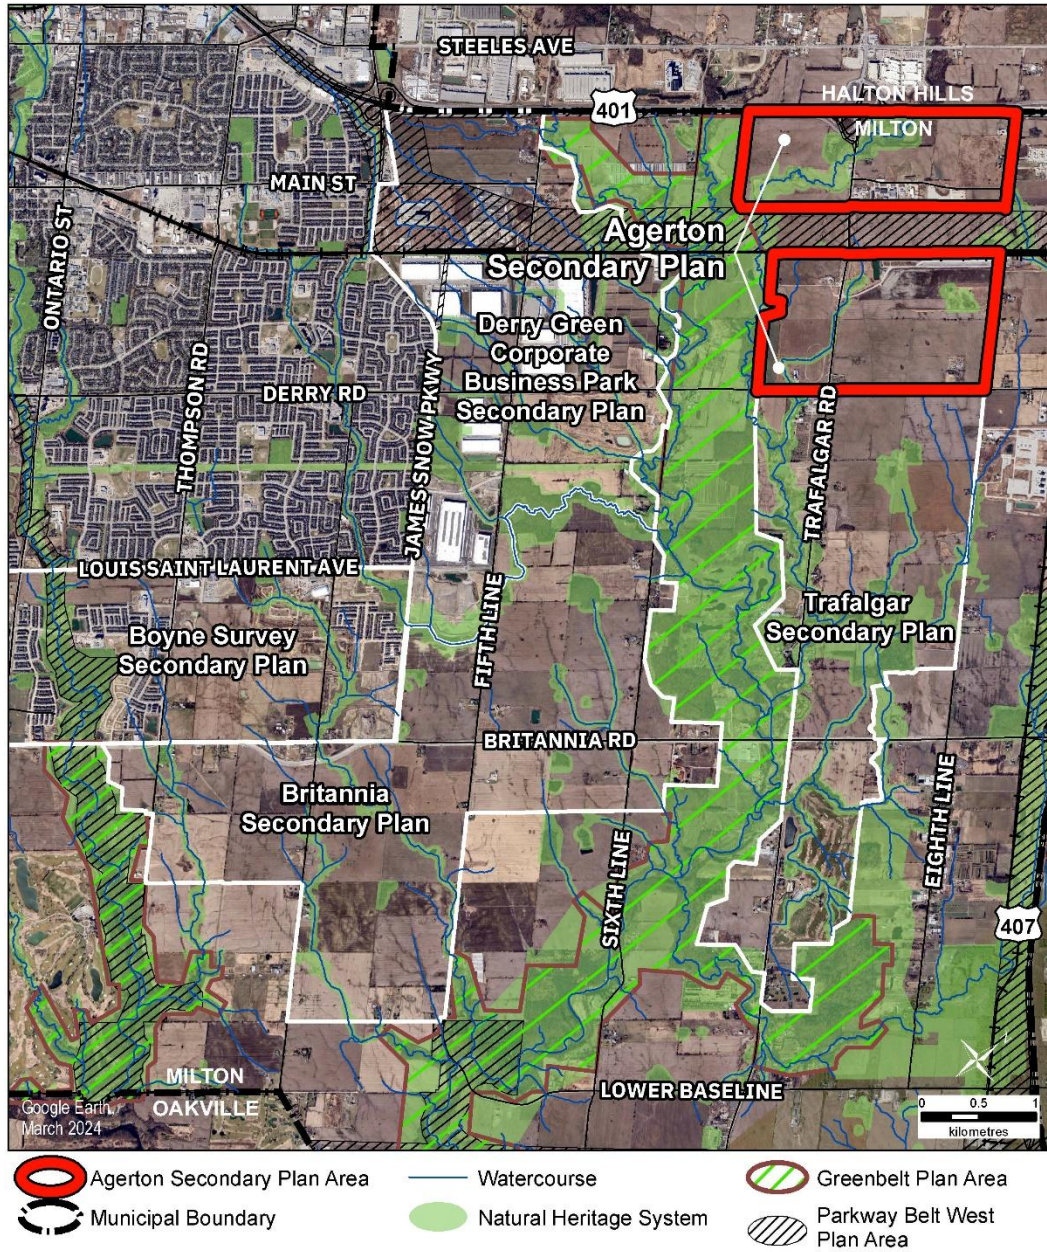 STEELES AVE
401
HALTON HILLS
MILTON
MAIN ST
ONTARIO ST
Agerton
Secondary Plan
THOMPSON RD
Derry Green
Corporate
Business Park
Secondary Plan
DERRY RD
JAMES SNOW PKWY
TRAFALGAR RD
LOUIS SAINT LAURENT AVE
Boyne Survey
Secondary Plan
FIFTH LINE
Trafalgar
Secondary Plan
BRITANNIA RD
Britannia
Secondary Plan
SIXTH LINE
EIGHTH LINE
407
MILTON
OAKVILLE
LOWER BASELINE
Google Earth,
March 2024
0 0.5 1
kilometres
Agerton Secondary Plan Area
Watercourse
Greenbelt Plan Area
Municipal Boundary
Natural Heritage System
Parkway Belt West
Plan Area